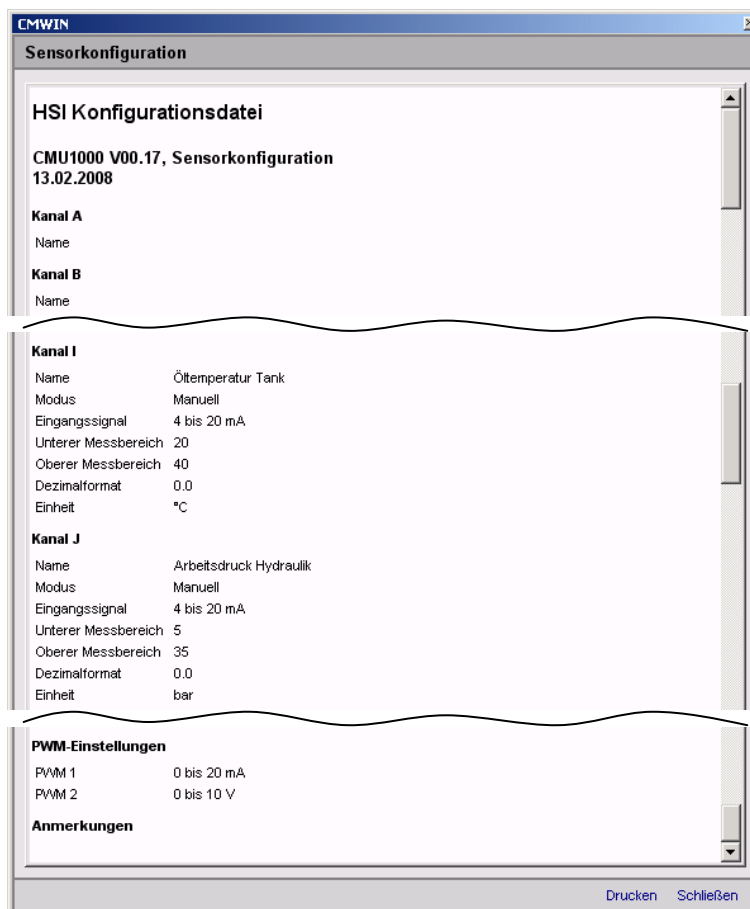 CMWIN
Sensorkonfiguration
HSI Konfigurationsdatei
CMU1000 V00.17, Sensorkonfiguration
13.02.2008
Kanal A
Name
Kanal B
Name
Kanal I
Name Öltemperatur Tank
Modus Manuell
Eingangssignal 4 bis 20 mA
Unterer Messbereich 20
Oberer Messbereich 40
Dezimalformat 0.0
Einheit °C
Kanal J
Name Arbeitsdruck Hydraulik
Modus Manuell
Eingangssignal 4 bis 20 mA
Unterer Messbereich 5
Oberer Messbereich 35
Dezimalformat 0.0
Einheit bar
PWM-Einstellungen
PWM 1 0 bis 20 mA
PWM 2 0 bis 10 V
Anmerkungen
Drucken Schließen